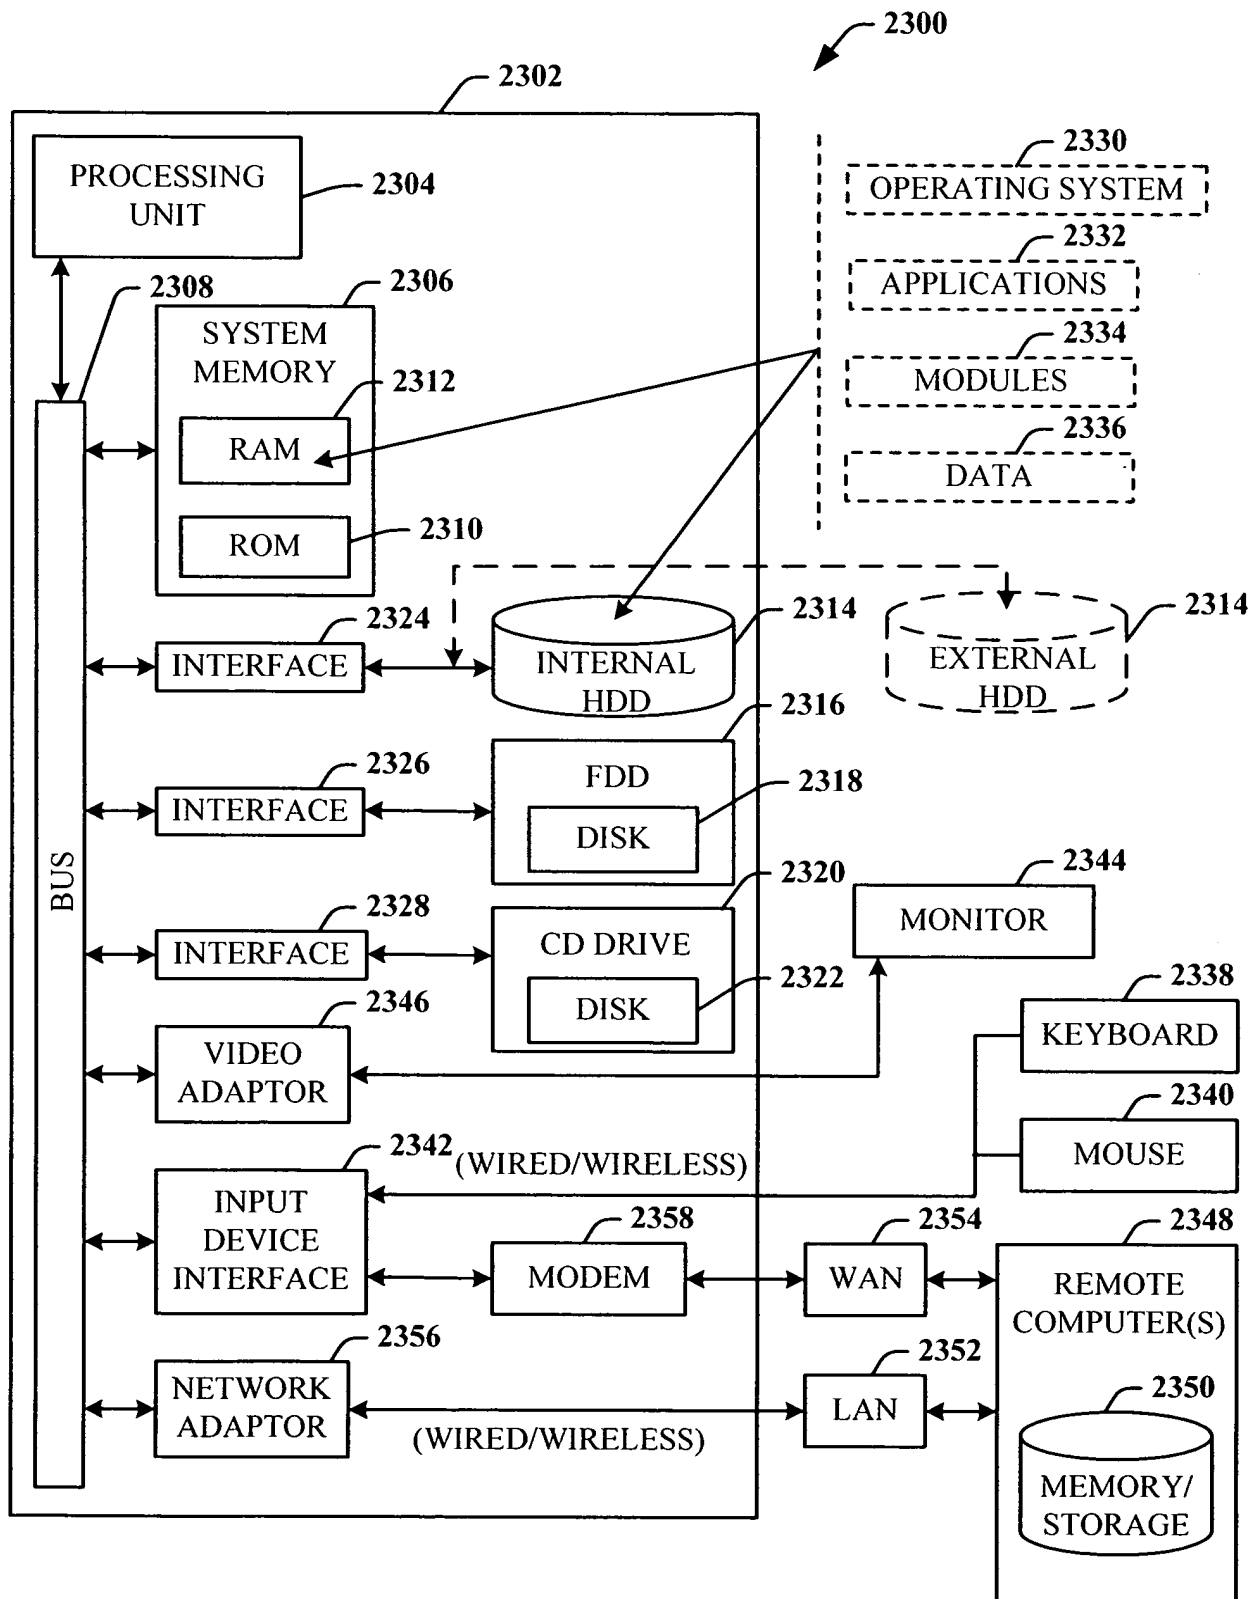 2300
2302
PROCESSING
UNIT
2304
2330
OPERATING SYSTEM
2332
APPLICATIONS
2334
MODULES
2336
DATA
2308
2306
SYSTEM
MEMORY
2312
RAM
2310
ROM
2324
INTERFACE
2314
INTERNAL
HDD
2314
EXTERNAL
HDD
2326
INTERFACE
2316
FDD
2318
DISK
BUS
2328
INTERFACE
2320
CD DRIVE
2322
DISK
2344
MONITOR
2346
VIDEO
ADAPTOR
2338
KEYBOARD
2340
MOUSE
2342
(WIRED/WIRELESS)
INPUT
DEVICE
INTERFACE
2358
MODEM
2354
WAN
2348
REMOTE
COMPUTER(S)
2356
NETWORK
ADAPTOR
(WIRED/WIRELESS)
2352
LAN
2350
MEMORY/
STORAGE